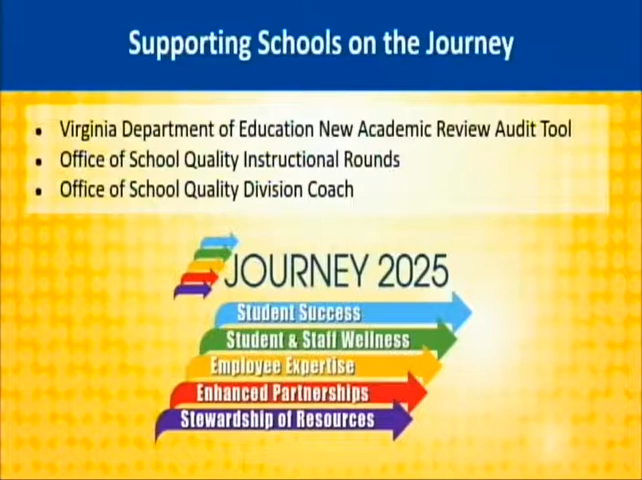 Supporting Schools on the Journey
• Virginia Department of Education New Academic Review Audit Tool
• Office of School Quality Instructional Rounds
• Office of School Quality Division Coach
JOURNEY 2025
Student Success
Student & Staff Wellness
Employee Expertise
Enhanced Partnerships
Stewardship of Resources